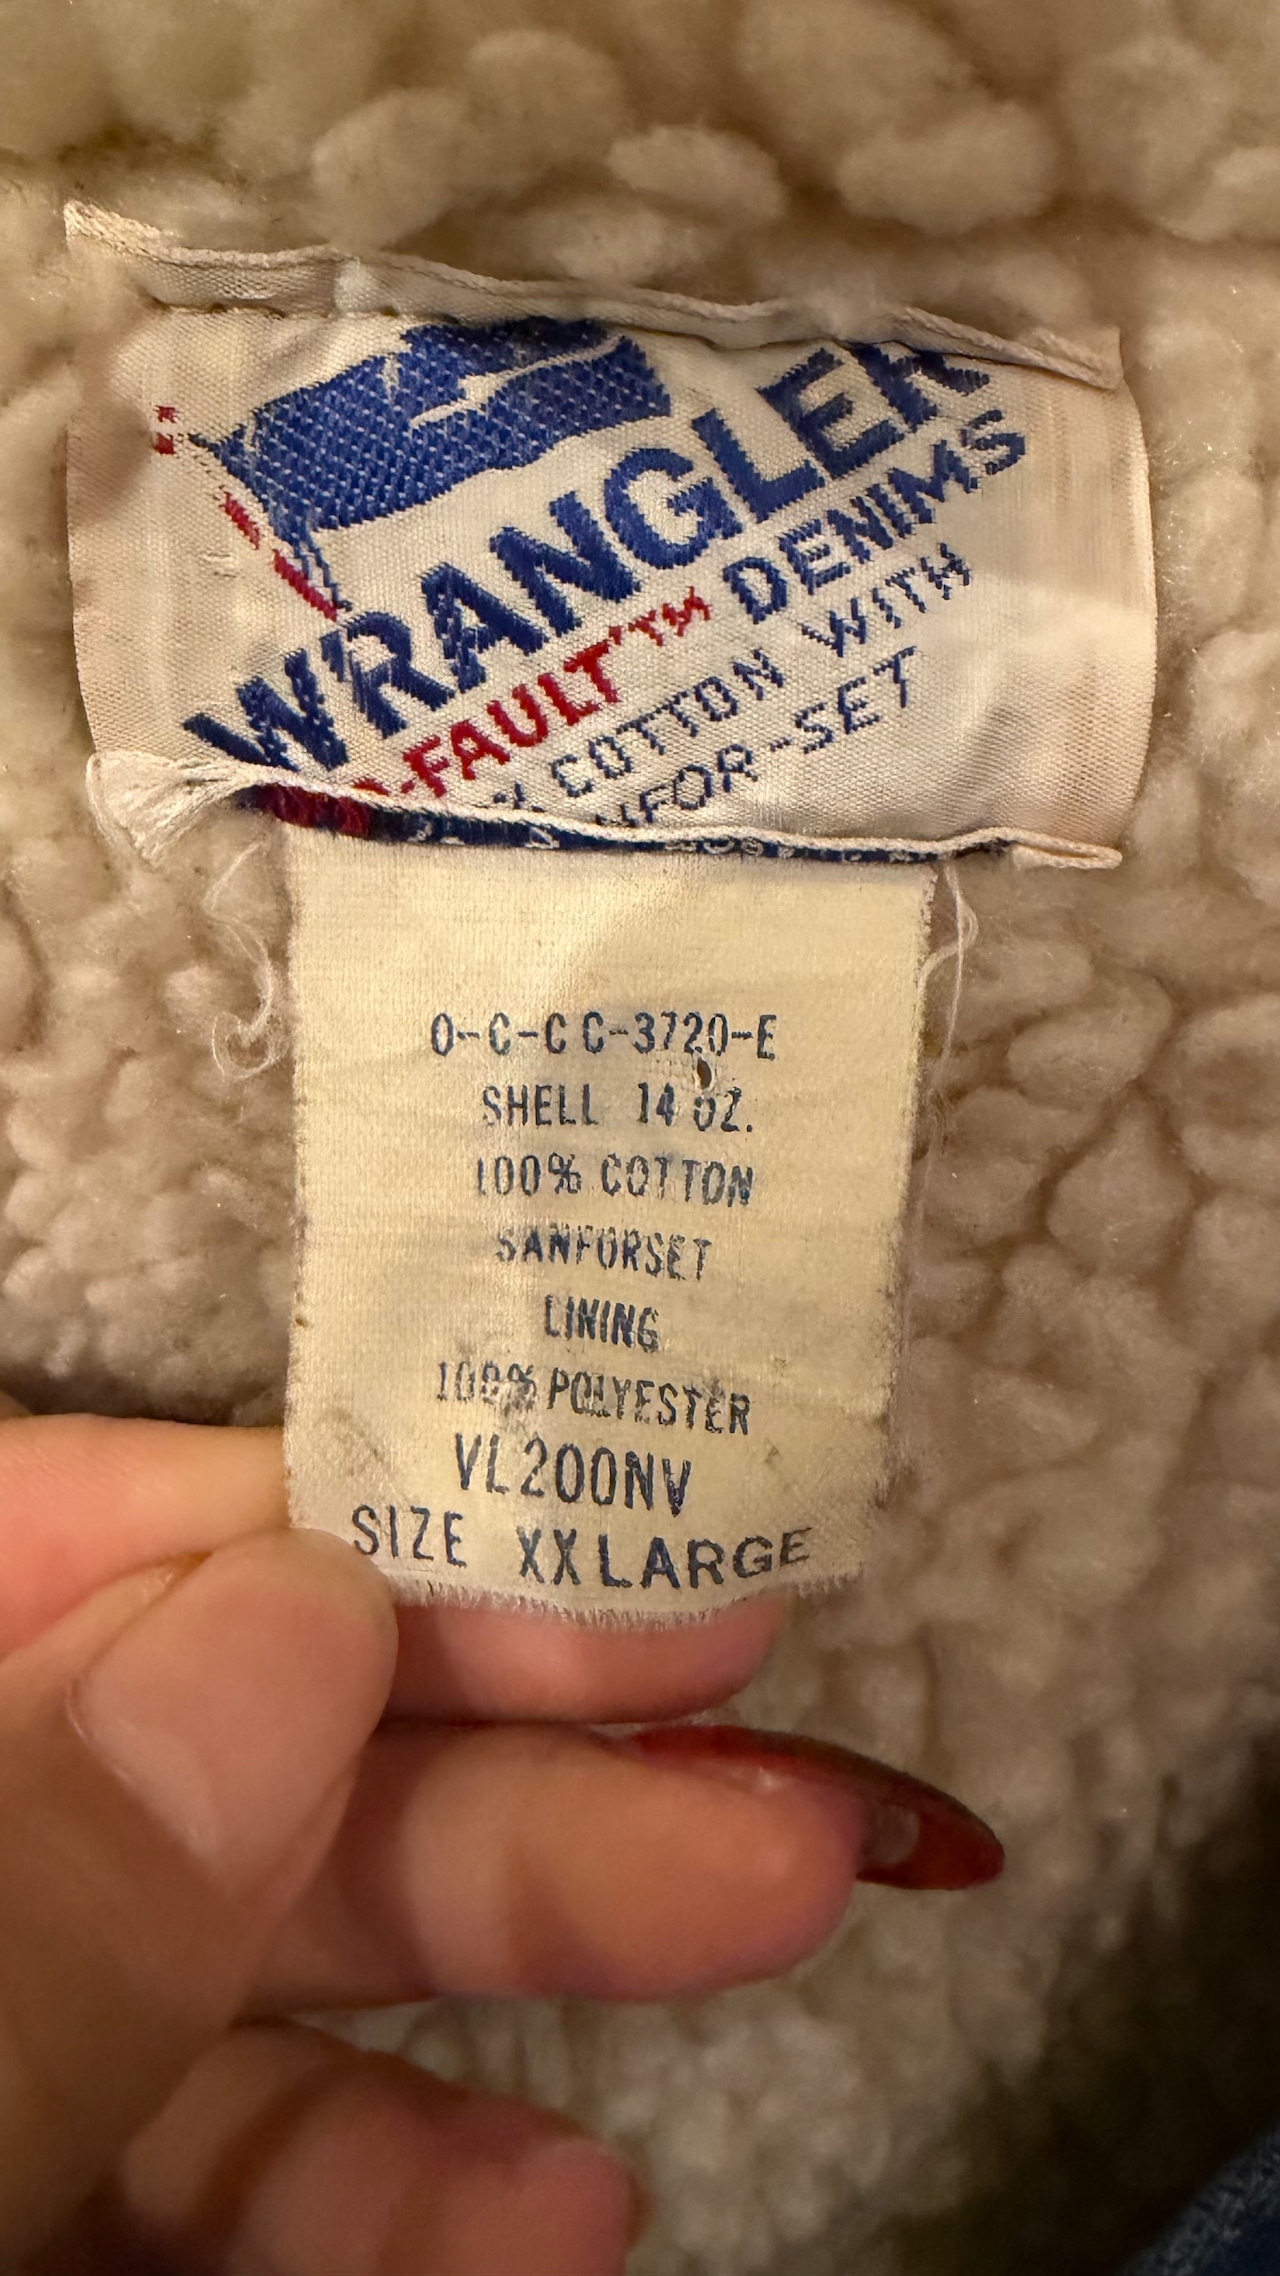 WRANGLER
-FAULT™ DENIMS
COTTON WITH
FOR-SET
O-C-CC-3720-E
SHELL 14 OZ.
100% COTTON
SANFORSET
LINING
100% POLYESTER
VL200NV
SIZE XXLARGE